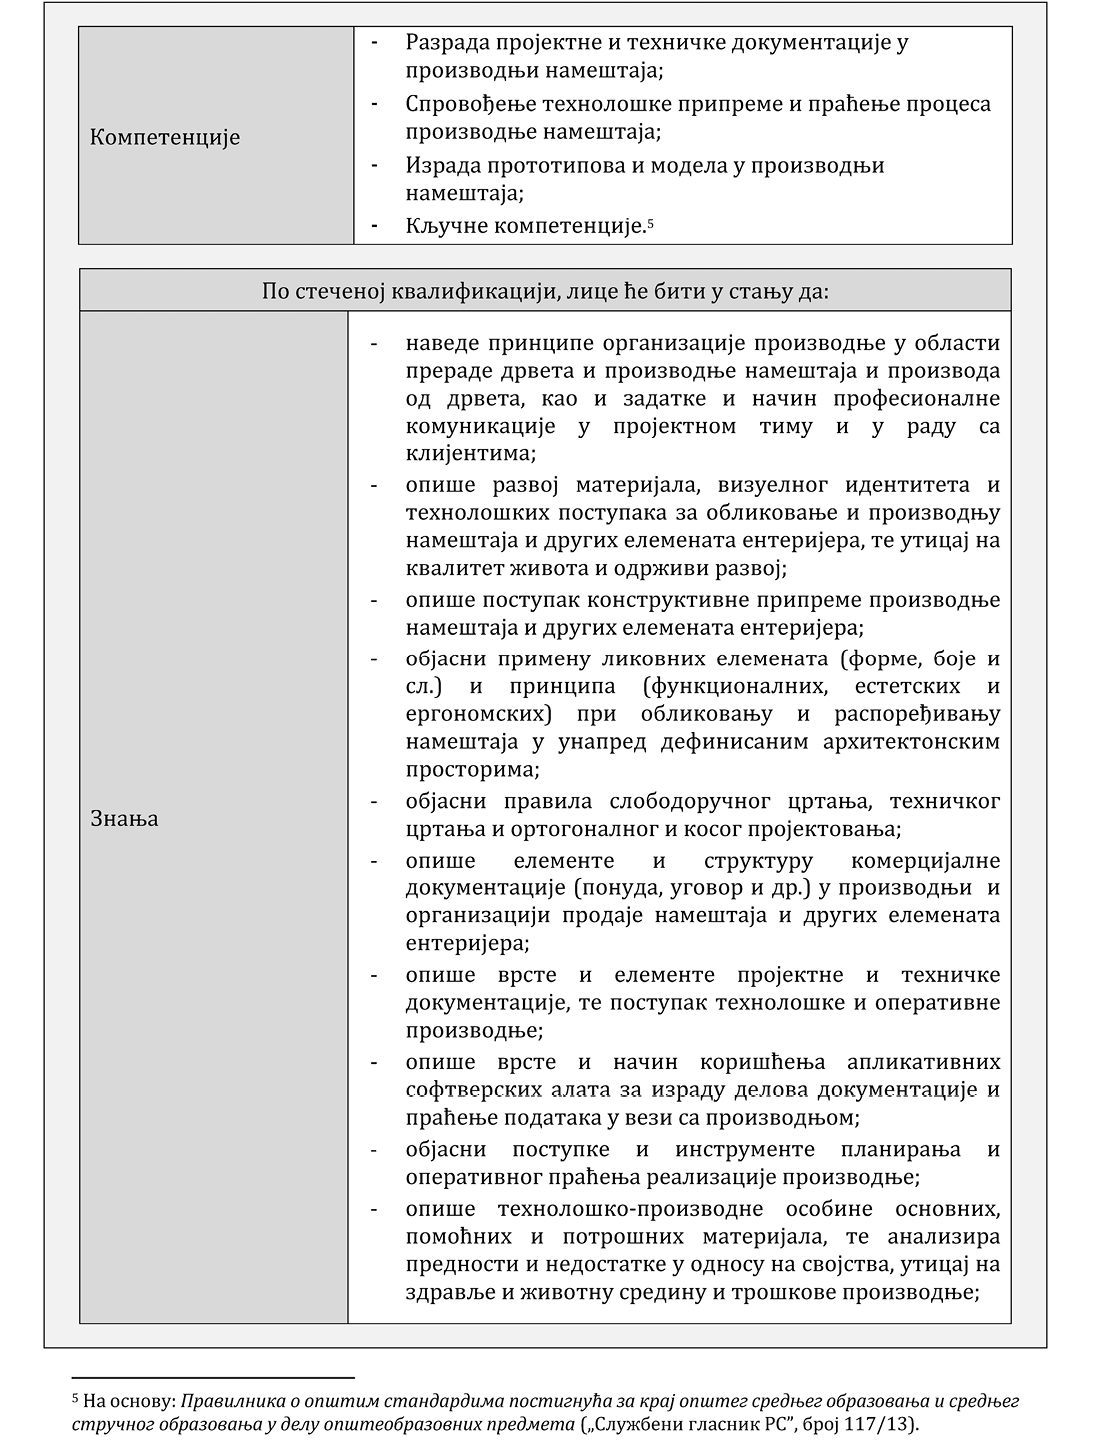 Компетенције
- Разрада пројектне и техничке документације у
производњи намештаја;
- Спровођење технолошке припреме и праћење процеса
производње намештаја;
- Израда прототипова и модела у производњи
намештаја;
- Кључне компетенције.⁵
По стеченој квалификацији, лице ће бити у стању да:
Знања
- наведе принципе организације производње у области
прераде дрвета и производње намештаја и производа
од дрвета, као и задатке и начин професионалне
комуникације у пројектном тиму и у раду са
клијентима;
- опише развој материјала, визуелног идентитета и
технолошких поступака за обликовање и производњу
намештаја и других елемената ентеријера, те утицај на
квалитет живота и одрживи развој;
- опише поступак конструктивне припреме производње
намештаја и других елемената ентеријера;
- објасни примену ликовних елемената (форме, боје и
сл.) и принципа (функционалних, естетских и
ергономских) при обликовању и распоређивању
намештаја у унапред дефинисаним архитектонским
просторима;
- објасни правила слободоручног цртања, техничког
цртања и ортогоналног и косог пројектовања;
- опише елементе и структуру комерцијалне
документације (понуда, уговор и др.) у производњи и
организацији продаје намештаја и других елемената
ентеријера;
- опише врсте и елементе пројектне и техничке
документације, те поступак технолошке и оперативне
производње;
- опише врсте и начин коришћења апликативних
софтверских алата за израду делова документације и
праћење података у вези са производњом;
- објасни поступке и инструменте планирања и
оперативног праћења реализације производње;
- опише технолошко-производне особине основних,
помоћних и потрошних материјала, те анализира
предности и недостатке у односу на својства, утицај на
здравље и животну средину и трошкове производње;
⁵ На основу: Правилника о општим стандардима постигнућа за крај општег средњег образовања и средњег
стручног образовања у делу општеобразовних предмета („Службени гласник РС”, број 117/13).